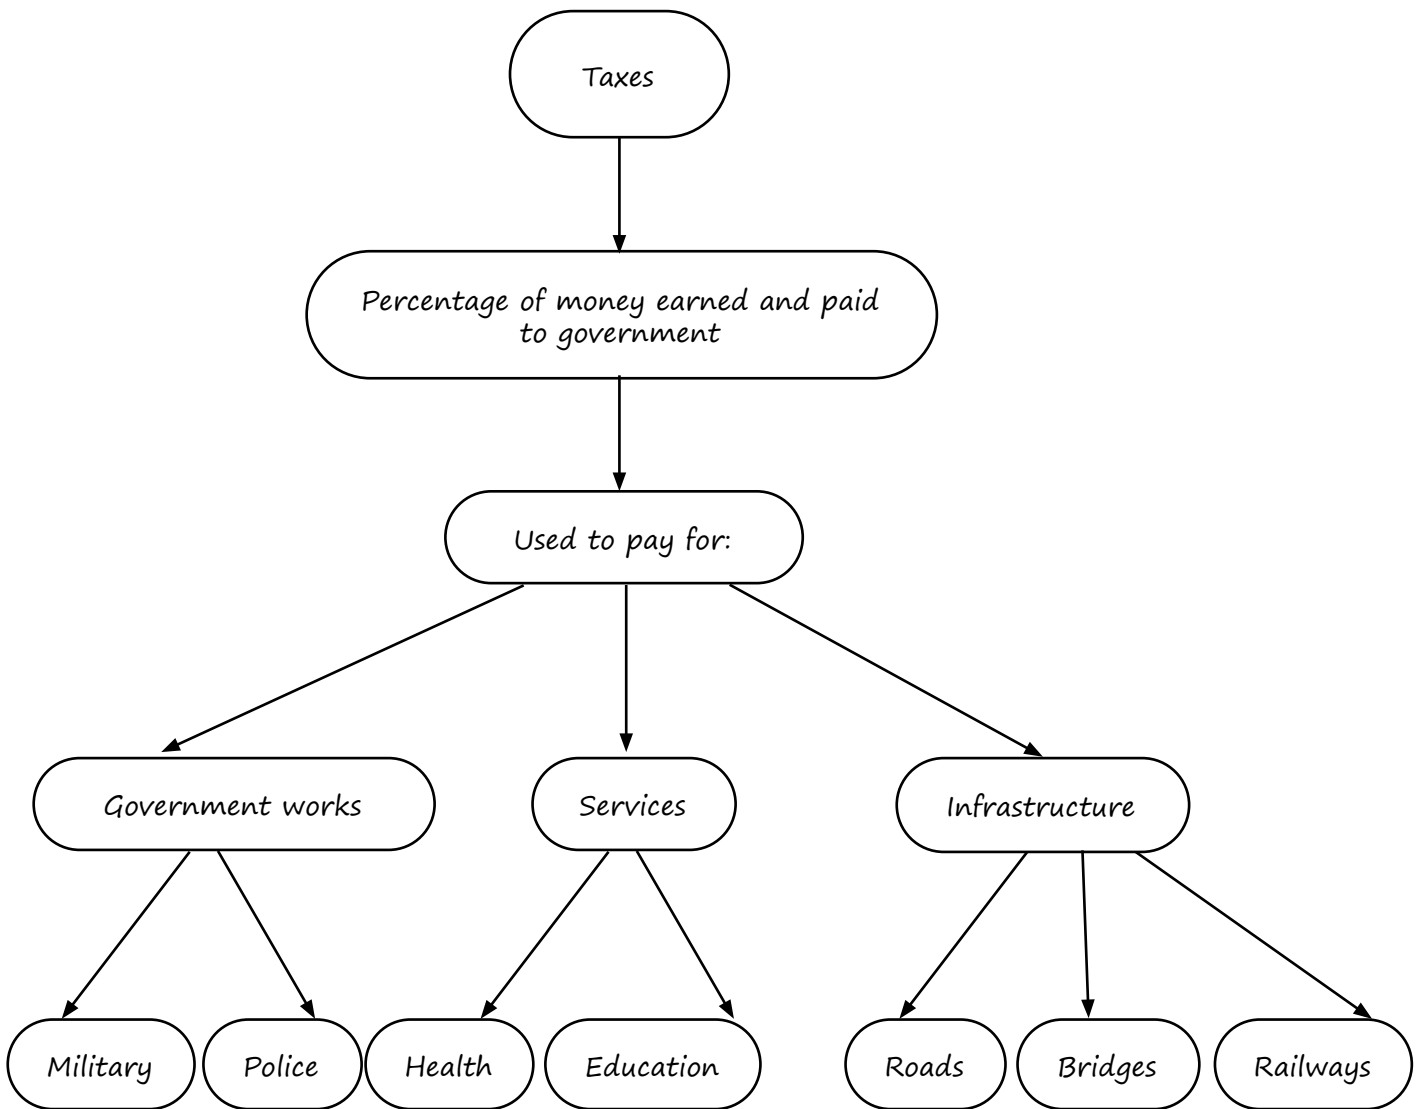 Taxes
Percentage of money earned and paid
to government
Used to pay for:
Government works
Services
Infrastructure
Military
Police
Health
Education
Roads
Bridges
Railways